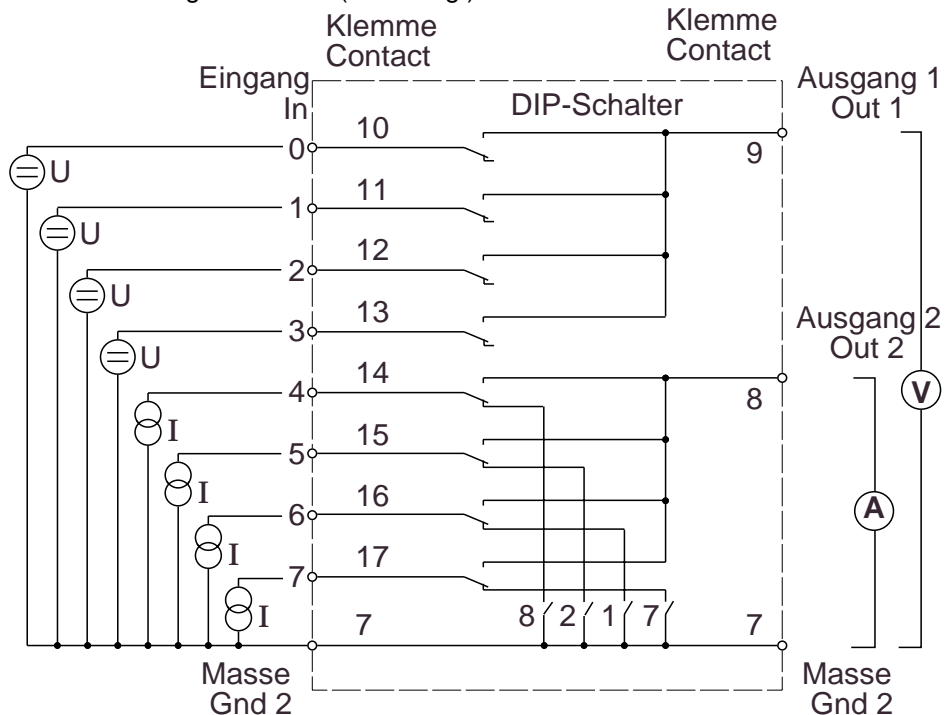 Klemme
Contact
Klemme
Contact
Eingang
In
DIP-Schalter
Ausgang 1
Out 1
0
10
9
U
1
11
U
2
12
U
3
13
U
Ausgang 2
Out 2
4
14
8
I
V
5
15
I
6
16
A
I
7
17
I
8
2
1
7
7
7
Masse
Gnd 2
Masse
Gnd 2